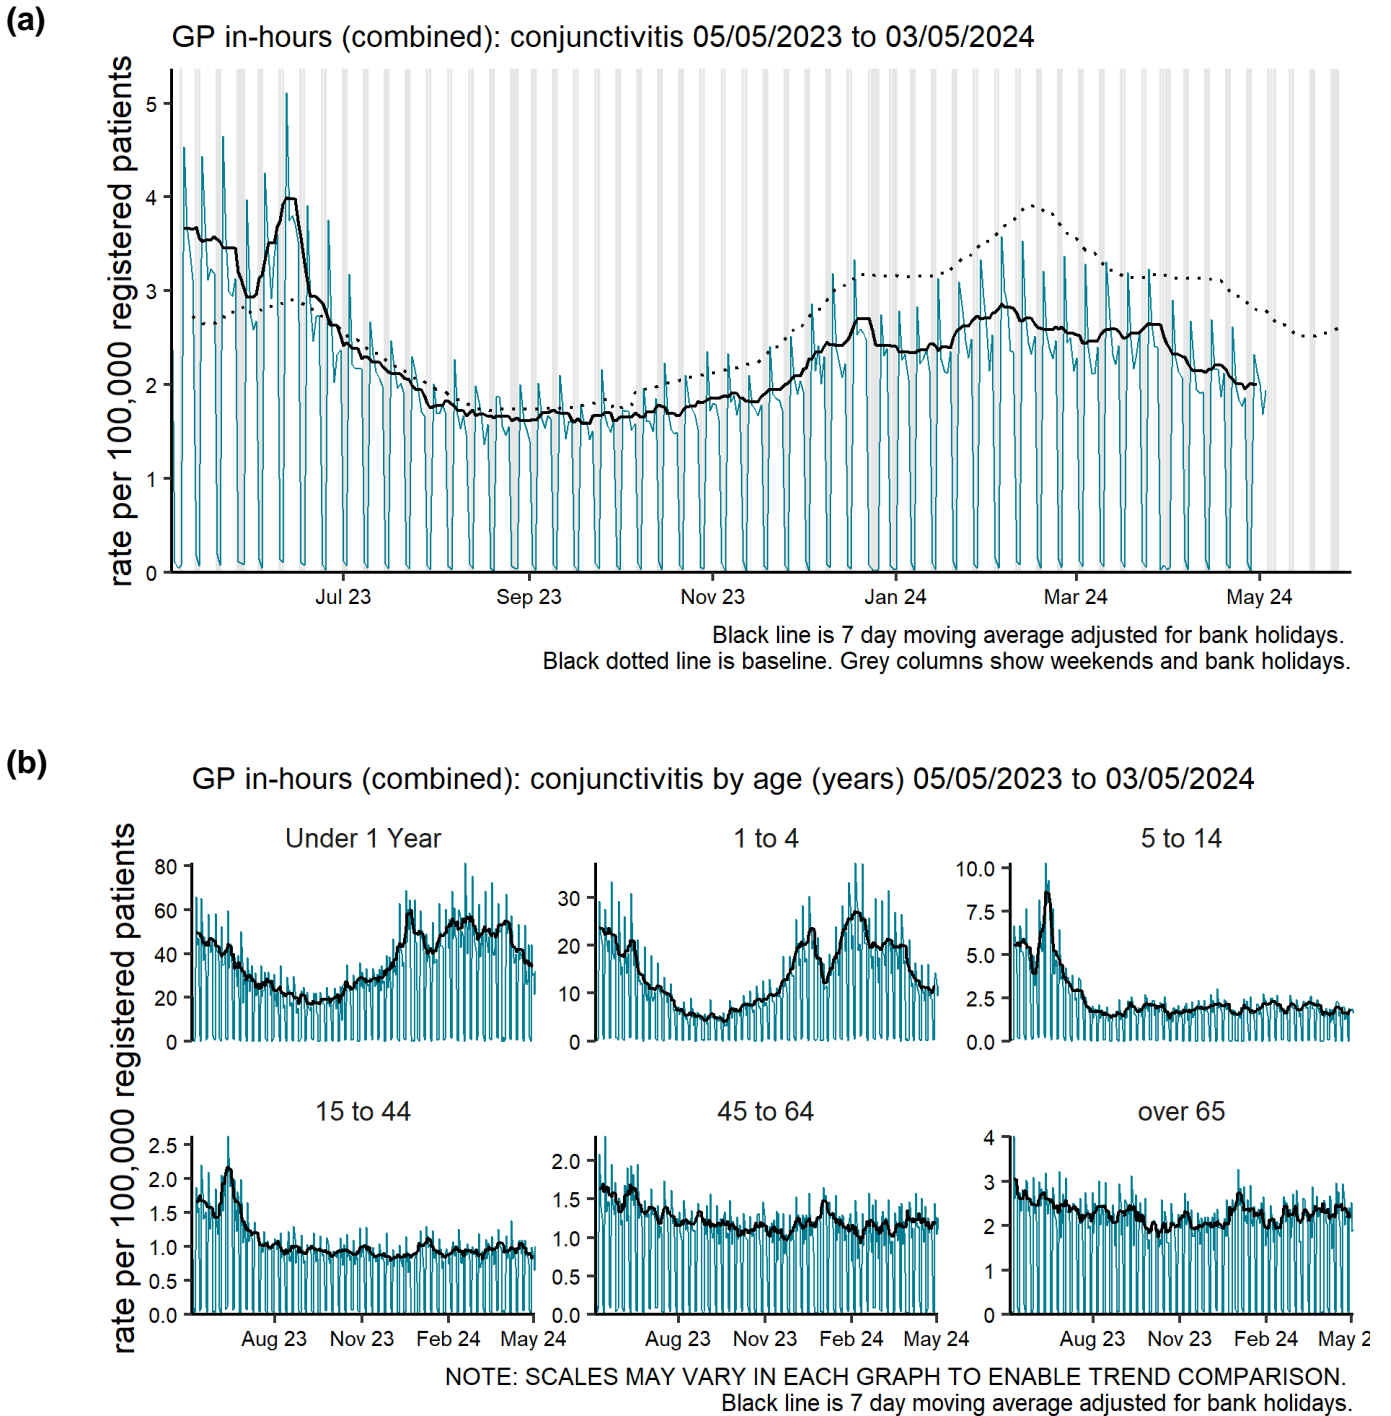 (a)
GP in-hours (combined): conjunctivitis 05/05/2023 to 03/05/2024
rate per 100,000 registered patients
5
4
3
2
1
0
Jul 23 Sep 23 Nov 23 Jan 24 Mar 24 May 24
Black line is 7 day moving average adjusted for bank holidays.
Black dotted line is baseline. Grey columns show weekends and bank holidays.
(b)
GP in-hours (combined): conjunctivitis by age (years) 05/05/2023 to 03/05/2024
rate per 100,000 registered patients
Under 1 Year
80
60
40
20
0
1 to 4
30
20
10
0
5 to 14
10.0
7.5
5.0
2.5
0.0
15 to 44
2.5
2.0
1.5
1.0
0.5
0.0
Aug 23 Nov 23 Feb 24 May 24
45 to 64
2.0
1.5
1.0
0.5
0.0
Aug 23 Nov 23 Feb 24 May 24
over 65
4
3
2
1
0
Aug 23 Nov 23 Feb 24 May 2
NOTE: SCALES MAY VARY IN EACH GRAPH TO ENABLE TREND COMPARISON.
Black line is 7 day moving average adjusted for bank holidays.